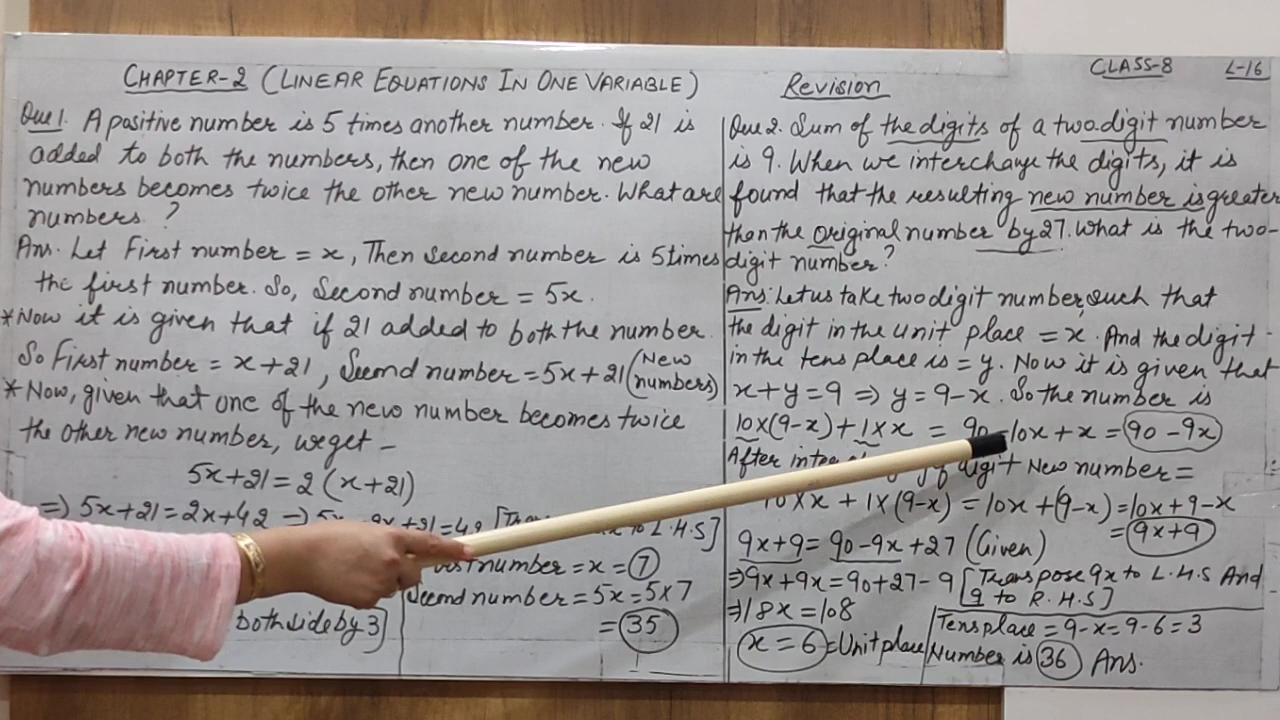 CHAPTER-2 (LINEAR EQUATIONS IN ONE VARIABLE)
Revision
CLASS-8 L-16
Que 1. A positive number is 5 times another number. If 21 is
added to both the numbers, then one of the new
numbers becomes twice the other new number. What are
numbers ?
Ans. Let First number = x, Then Second number is 5 times
the first number. So, Second number = 5x.
*Now it is given that if 21 added to both the number.
So First number = x+21, Second number = 5x+21 (New numbers)
*Now, given that one of the new number becomes twice
the other new number, we get –
5x+21 = 2(x+21)
⇒ 5x+21 = 2x+42 ⇒ +21=42 to L.H.S]
number = x = 7
Second number = 5x = 5x7
both side by 3]
= 35
Que 2. Sum of the digits of a two digit number
is 9. When we interchange the digits, it is
found that the resulting new number is greater
than the original number by 27. What is the two-
digit number?
Ans: Let us take two digit number, such that
the digit in the Unit place = x. And the digit
in the tens place is = y. Now it is given that
x+y=9 ⇒ y=9-x. So the number is
10x(9-x)+1xx = 90-10x+x = 90-9x
After of digit New number =
10xx + 1x(9-x) = 10x+(9-x) = 10x+9-x
= 9x+9
9x+9 = 90-9x+27 (Given)
⇒9x+9x=90+27-9 [Transpose 9x to L.H.S And
9 to R.H.S]
⇒18x=108
x=6 = Unit place
Tens place = 9-x=9-6=3
Number is 36 Ans.